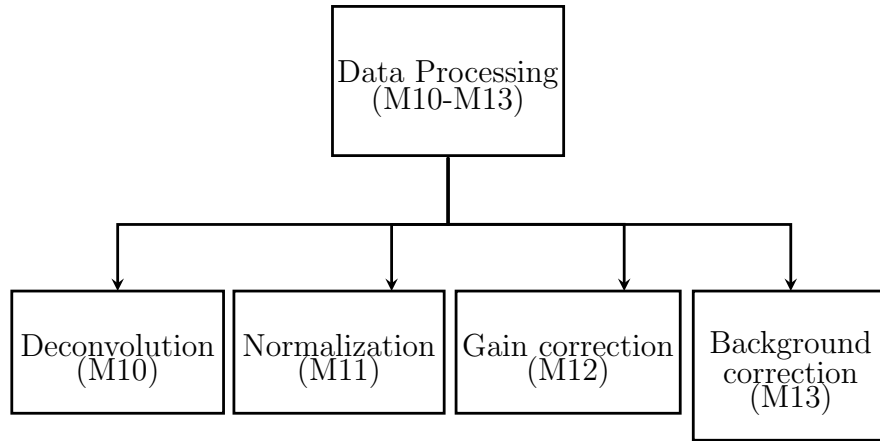 Data Processing
(M10-M13)
Deconvolution
(M10)
Normalization
(M11)
Gain correction
(M12)
Background
correction
(M13)